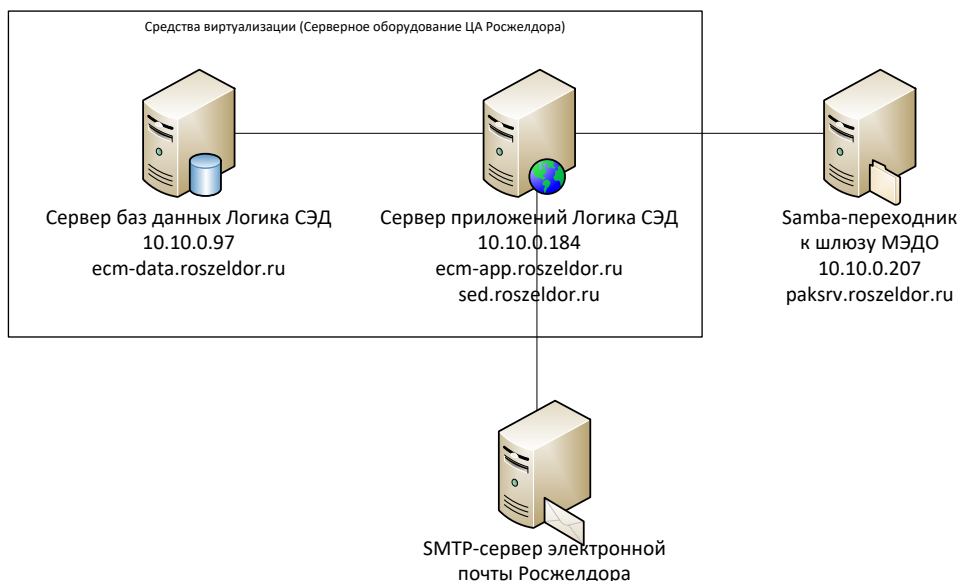 Средства виртуализации (Серверное оборудование ЦА Росжелдора)
Сервер баз данных Логика СЭД
10.10.0.97
ecm-data.roszeldor.ru
Сервер приложений Логика СЭД
10.10.0.184
ecm-app.roszeldor.ru
sed.roszeldor.ru
Samba-переходник
к шлюзу МЭДО
10.10.0.207
paksrv.roszeldor.ru
SMTP-сервер электронной
почты Росжелдора